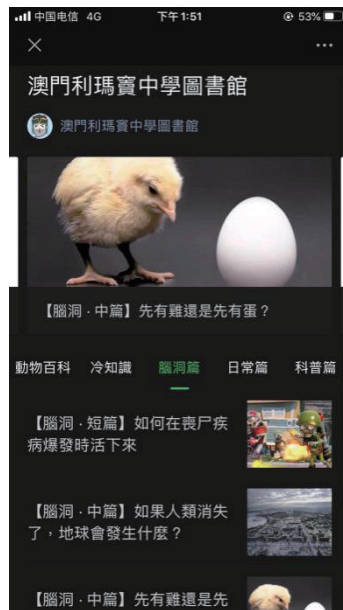 中国电信 4G 下午1:51 53%
澳門利瑪竇中學圖書館
澳門利瑪竇中學圖書館
【腦洞 · 中篇】先有雞還是先有蛋？
動物百科 冷知識 腦洞篇 日常篇 科普篇
【腦洞 · 短篇】如何在喪尸疾
病爆發時活下來
【腦洞 · 中篇】如果人類消失
了，地球會發生什麼？
【腦洞 · 中篇】先有雞還是先